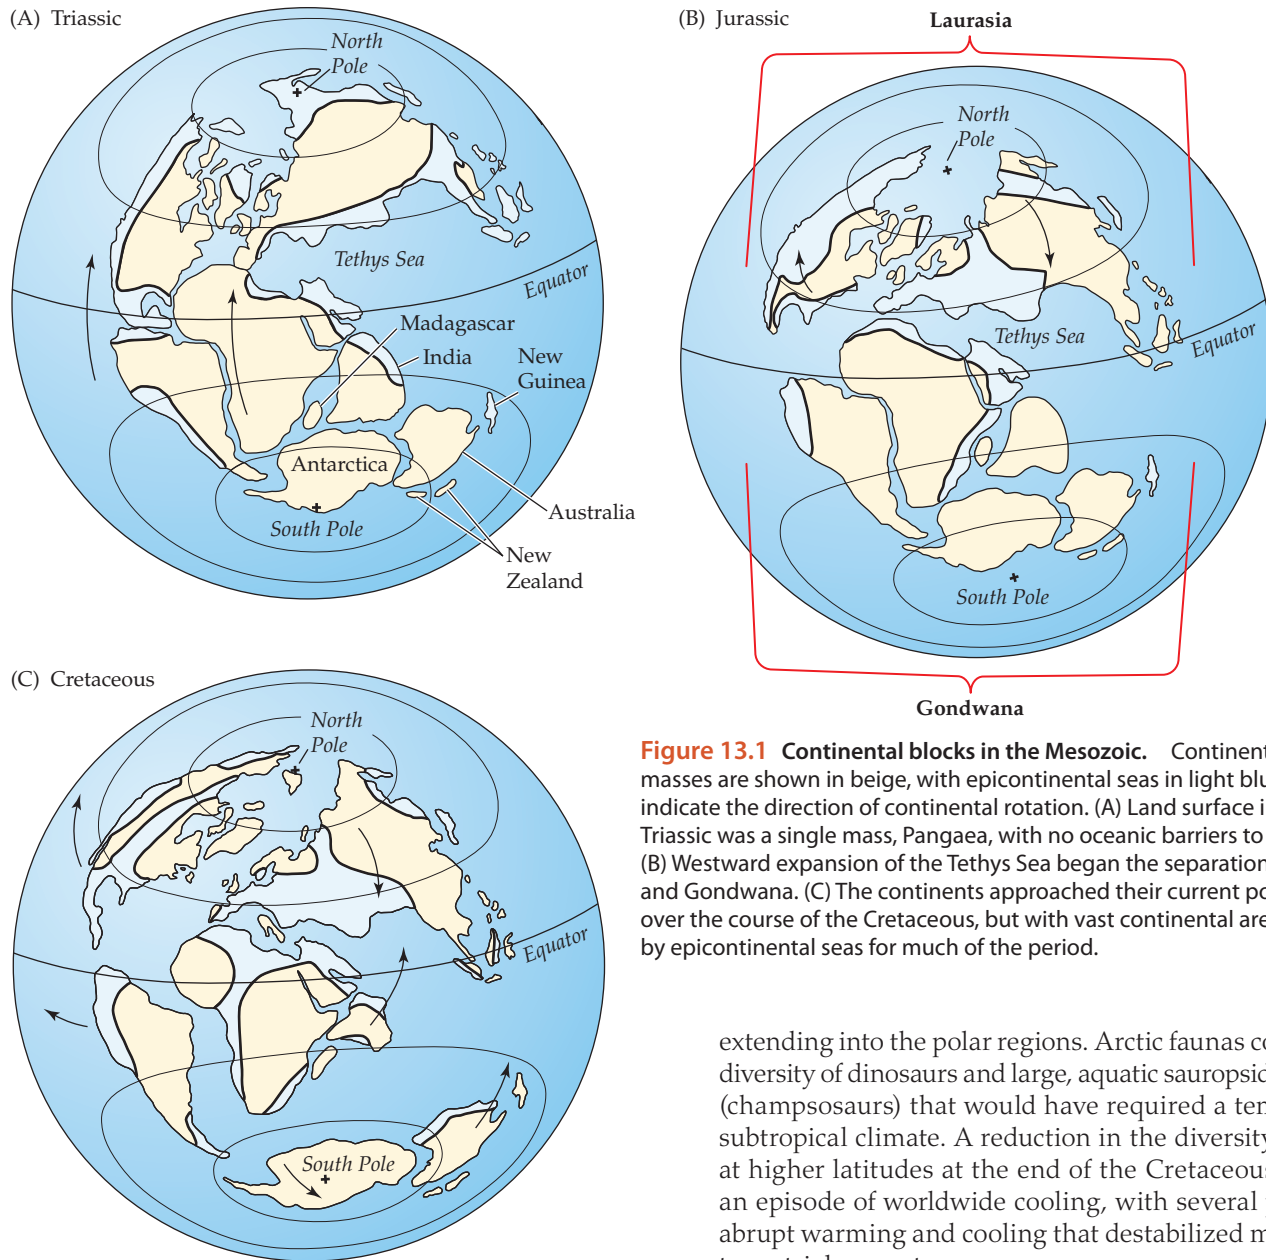 (A) Triassic
North
Pole
Tethys Sea
Equator
Madagascar
India
New
Guinea
Antarctica
South Pole
Australia
New
Zealand
(B) Jurassic
Laurasia
North
Pole
Tethys Sea
Equator
South Pole
Gondwana
(C) Cretaceous
North
Pole
Equator
South Pole
Figure 13.1 Continental blocks in the Mesozoic. Continent
masses are shown in beige, with epicontinental seas in light blu
indicate the direction of continental rotation. (A) Land surface i
Triassic was a single mass, Pangaea, with no oceanic barriers to
(B) Westward expansion of the Tethys Sea began the separation
and Gondwana. (C) The continents approached their current po
over the course of the Cretaceous, but with vast continental are
by epicontinental seas for much of the period.
extending into the polar regions. Arctic faunas co
diversity of dinosaurs and large, aquatic sauropsid
(champsosaurs) that would have required a ten
subtropical climate. A reduction in the diversity
at higher latitudes at the end of the Cretaceous
an episode of worldwide cooling, with several
abrupt warming and cooling that destabilized m